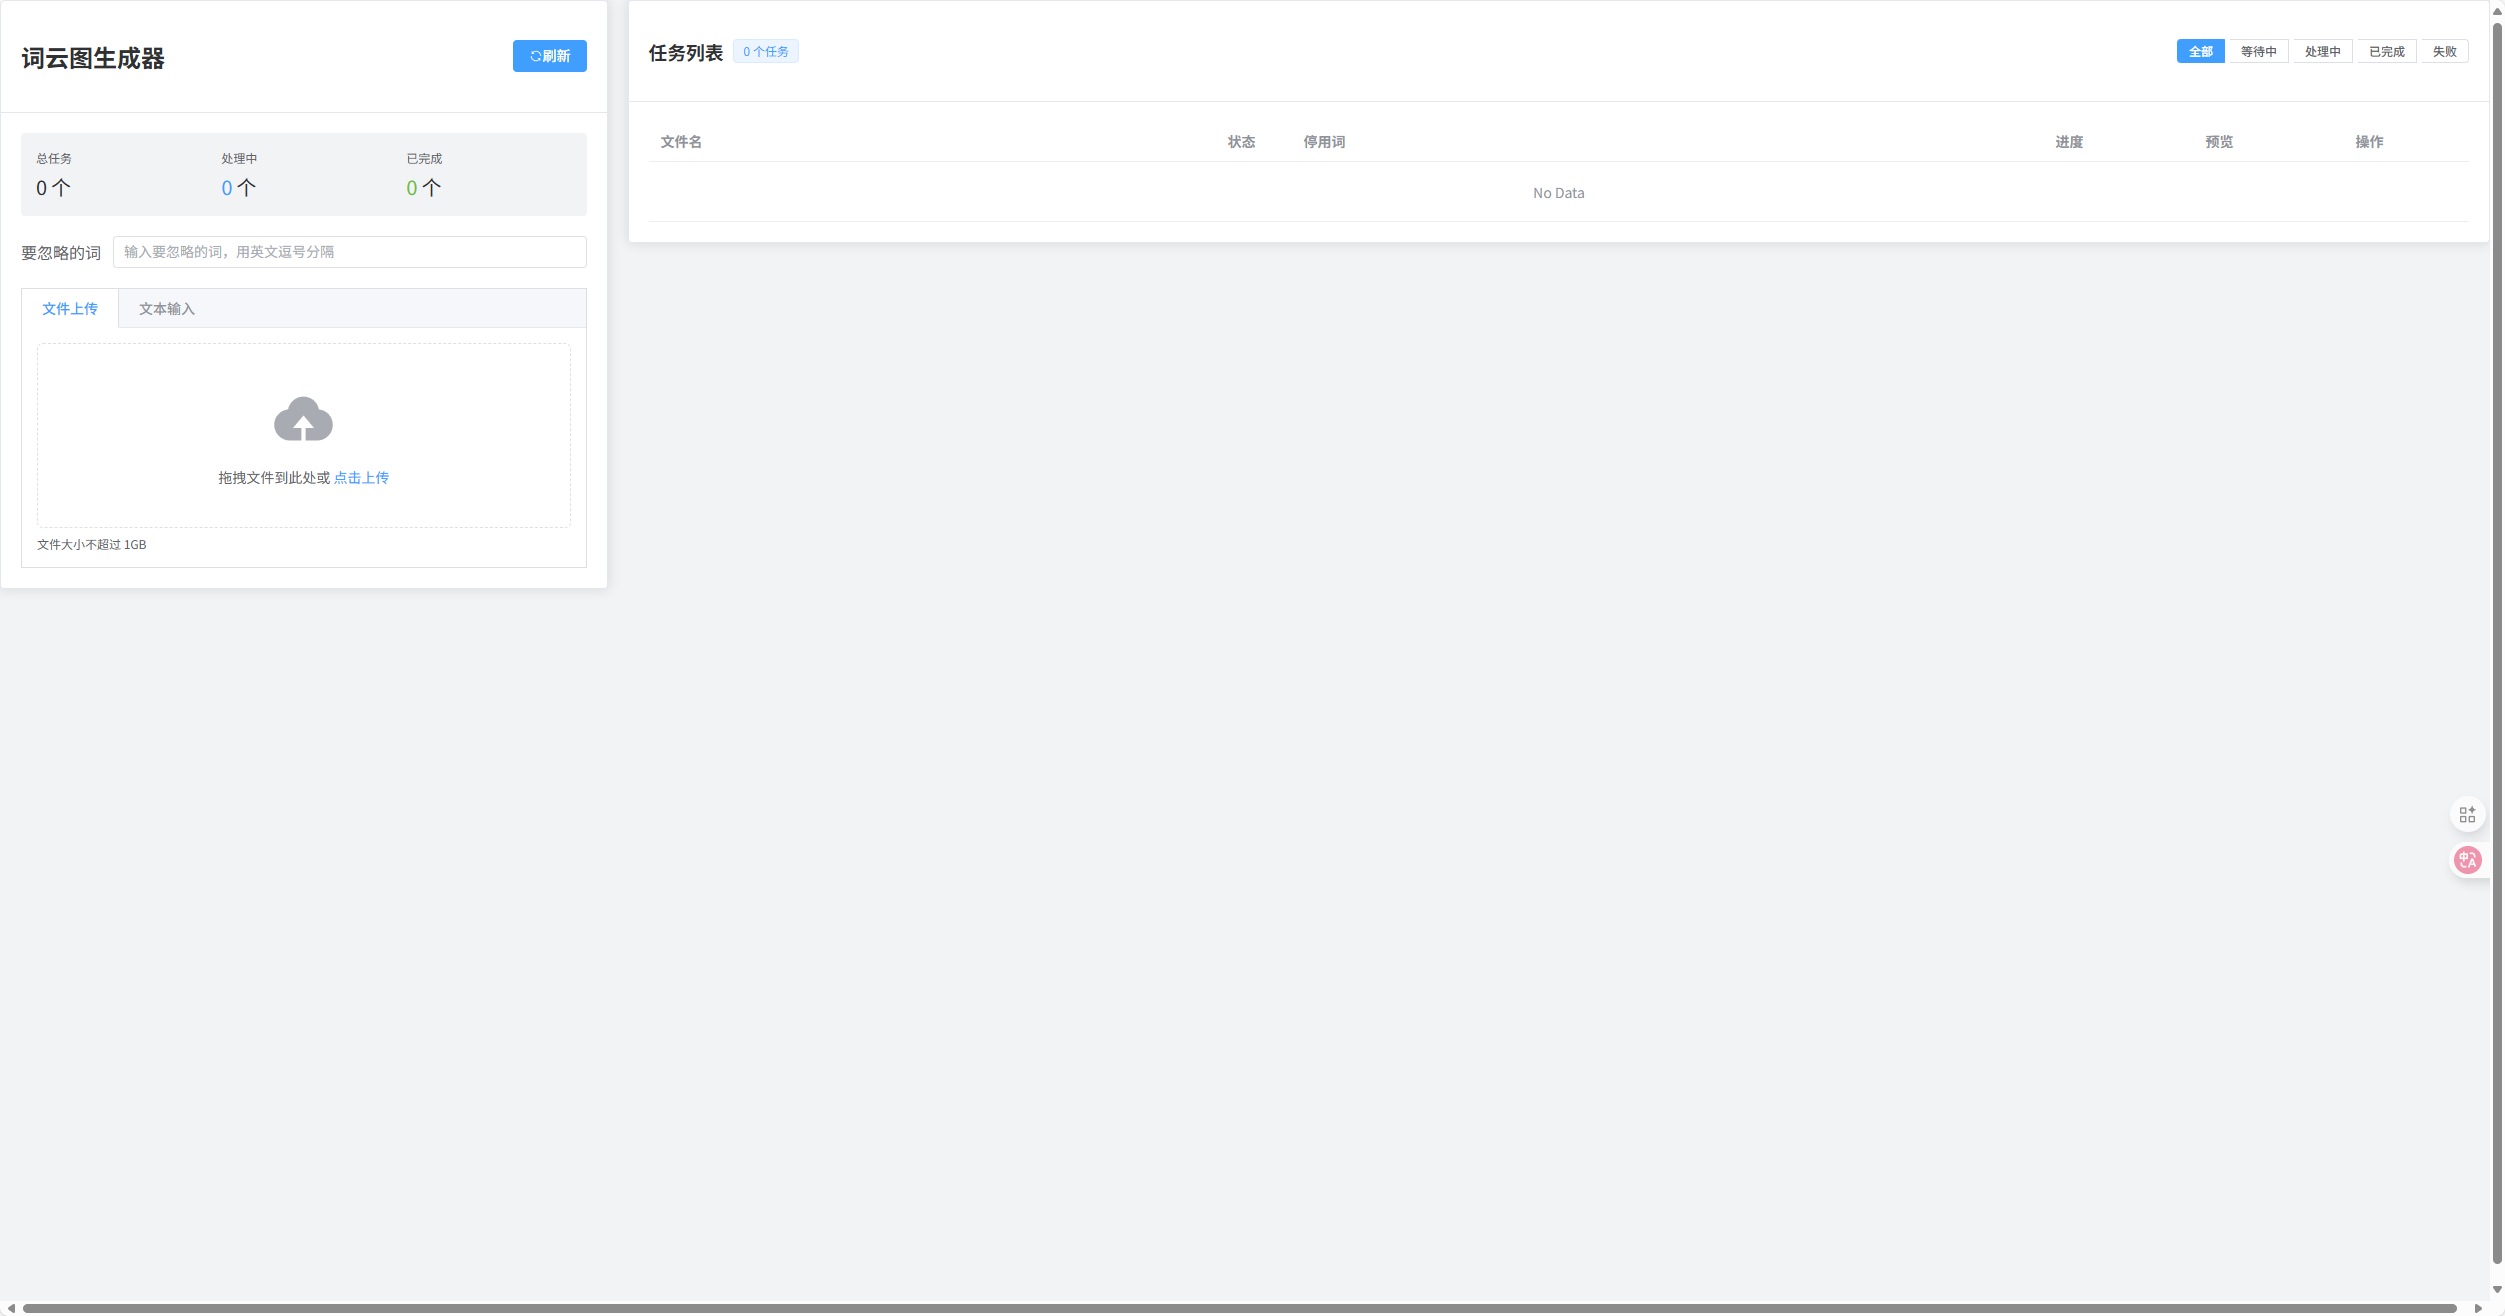 词云图生成器
刷新
总任务
处理中
已完成
0 个
0 个
0 个
要忽略的词
输入要忽略的词，用英文逗号分隔
文件上传
文本输入
拖拽文件到此处或 点击上传
文件大小不超过 1GB
任务列表
0 个任务
全部
等待中
处理中
已完成
失败
文件名
状态
停用词
进度
预览
操作
No Data
中A